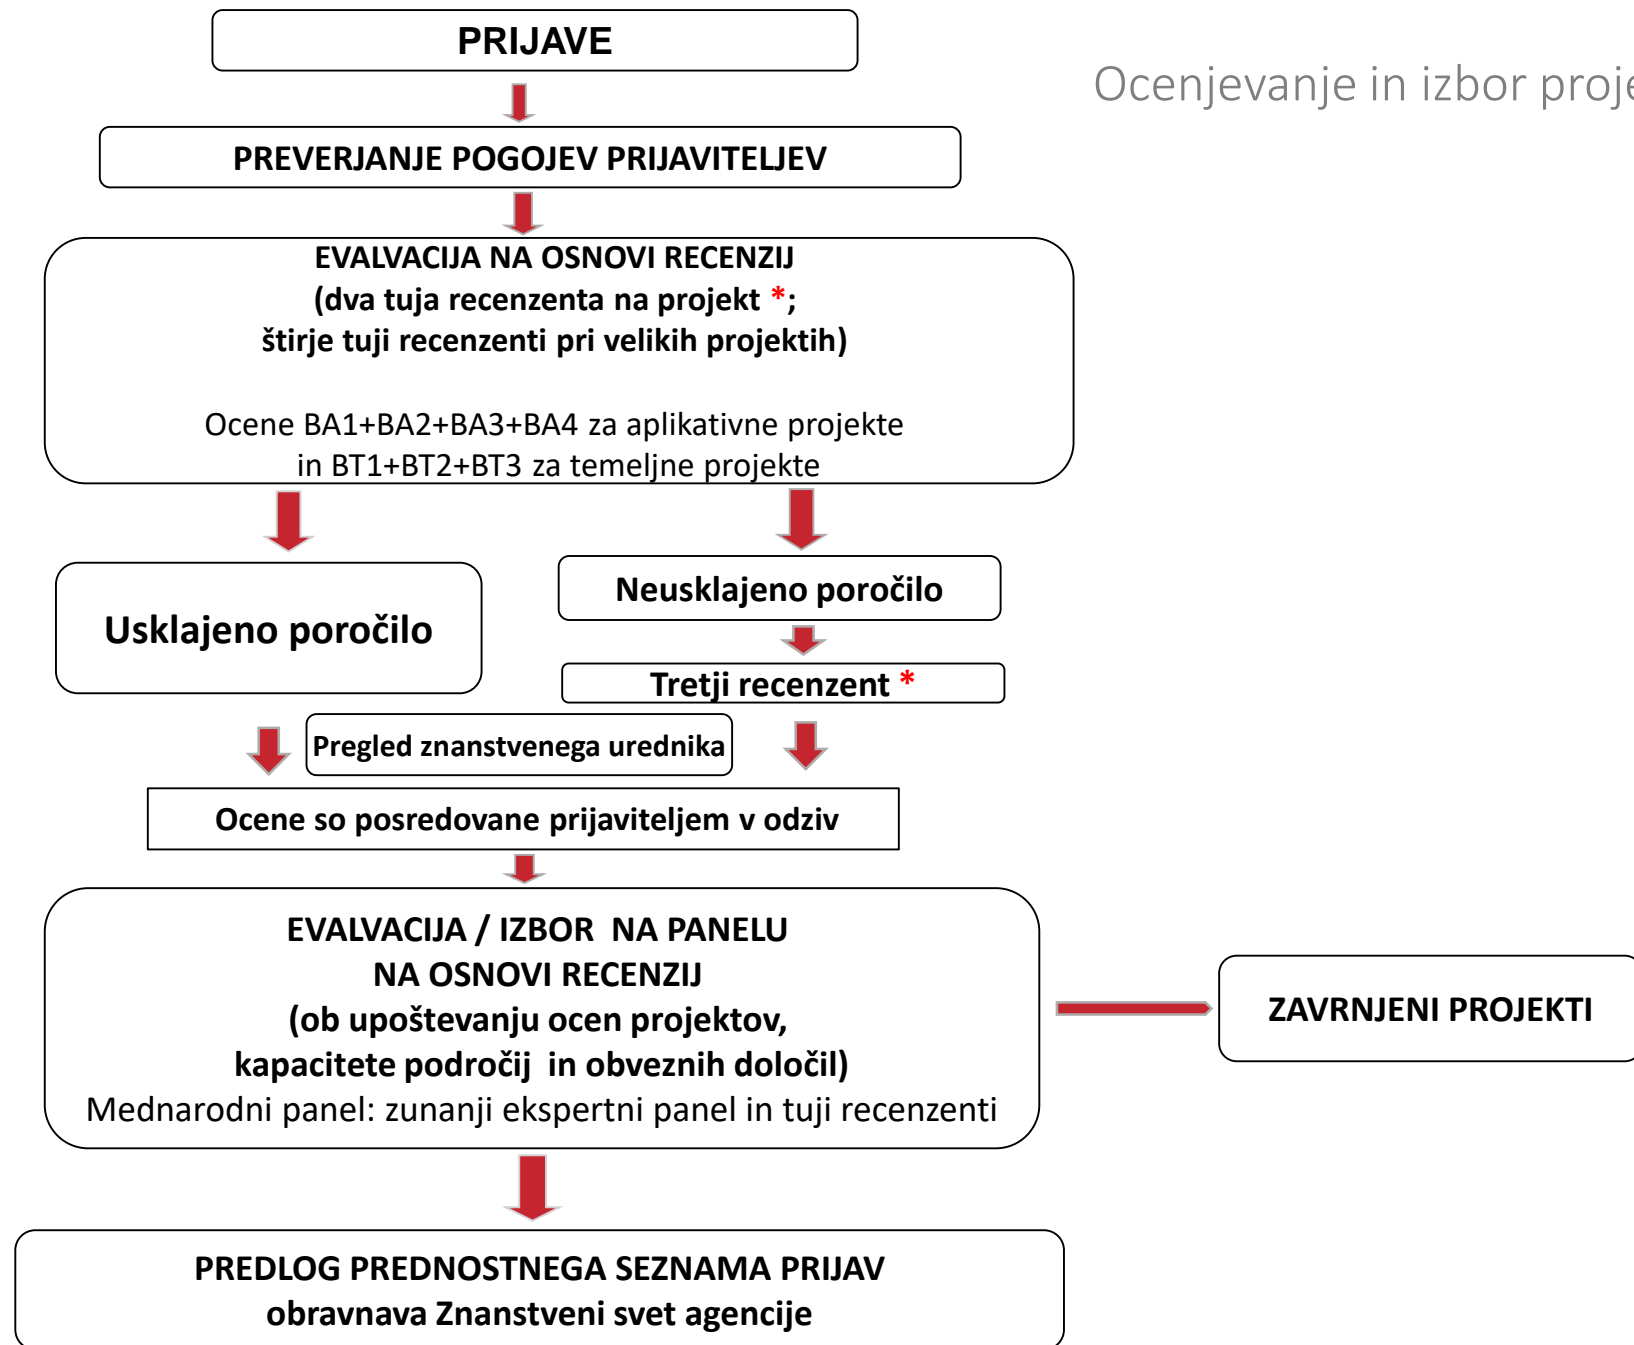 PRIJAVE
Ocenjevanje in izbor
PREVERJANJE POGOJEV PRIJAVITELJEV
EVALVACIJA NA OSNOVI RECENZIJ
(dva tuja recenzenta na projekt *;
štirje tuji recenzenti pri velikih projektih)
Ocene BA1+BA2+BA3+BA4 za aplikativne projekte
in BT1+BT2+BT3 za temeljne projekte
Usklajeno poročilo
Neusklajeno poročilo
Tretji recenzent *
Pregled znanstvenega urednika
Ocene so posredovane prijaviteljem v odziv
EVALVACIJA / IZBOR NA PANELU
NA OSNOVI RECENZIJ
(ob upoštevanju ocen projektov,
kapacitete področij in obveznih določil)
Mednarodni panel: zunanji ekspertni panel in tuji recenzenti
ZAVRNJENI PROJEKTI
PREDLOG PREDNOSTNEGA SEZNAMA PRIJAV
obravnava Znanstveni svet agencije